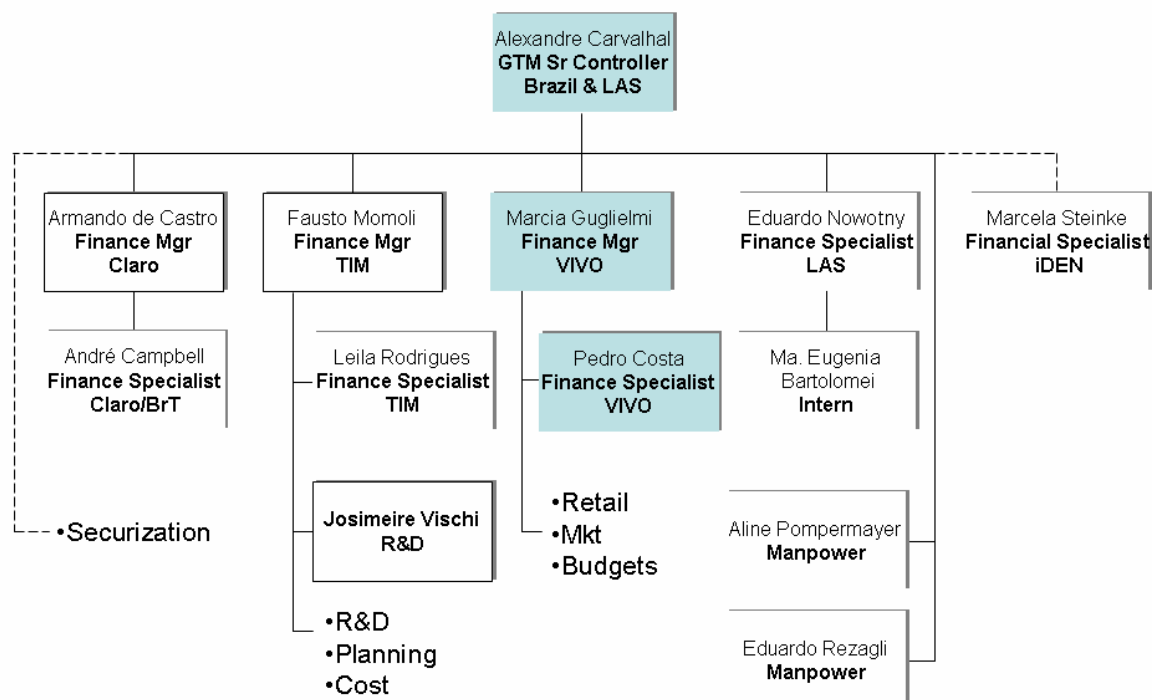 Alexandre Carvalhal
GTM Sr Controller
Brazil & LAS
Armando de Castro
Finance Mgr
Claro
Fausto Momoli
Finance Mgr
TIM
Marcia Guglielmi
Finance Mgr
VIVO
Eduardo Nowotny
Finance Specialist
LAS
Marcela Steinke
Financial Specialist
iDEN
André Campbell
Finance Specialist
Claro/BrT
Leila Rodrigues
Finance Specialist
TIM
Pedro Costa
Finance Specialist
VIVO
Ma. Eugenia
Bartolomei
Intern
•Securization
Josimeire Vischi
R&D
•Retail
•Mkt
•Budgets
Aline Pompermayer
Manpower
•R&D
•Planning
•Cost
Eduardo Rezagli
Manpower